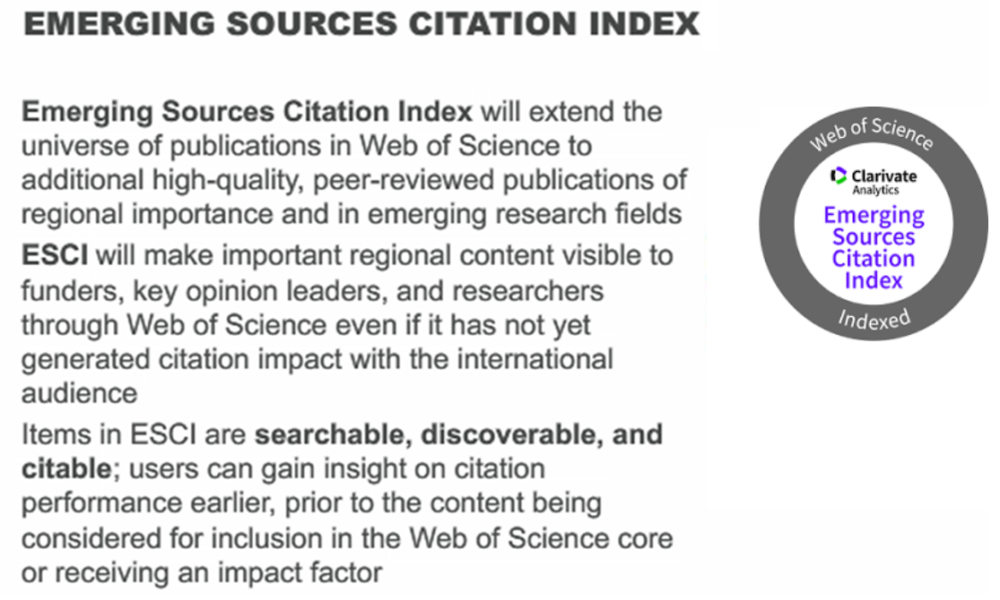 EMERGING SOURCES CITATION INDEX
Emerging Sources Citation Index will extend the
universe of publications in Web of Science to
additional high-quality, peer-reviewed publications of
regional importance and in emerging research fields
ESCI will make important regional content visible to
funders, key opinion leaders, and researchers
through Web of Science even if it has not yet
generated citation impact with the international
audience
Items in ESCI are searchable, discoverable, and
citable; users can gain insight on citation
performance earlier, prior to the content being
considered for inclusion in the Web of Science core
or receiving an impact factor
Web of Science
Clarivate
Analytics
Emerging
Sources
Citation
Index
Indexed